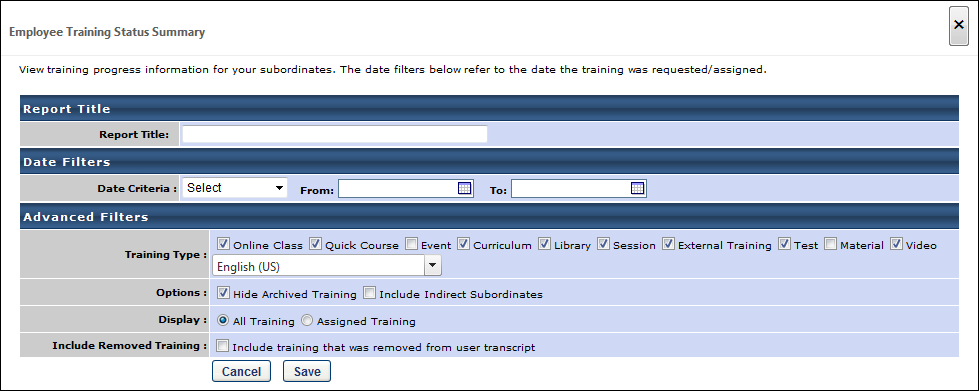 Employee Training Status Summary
×
View training progress information for your subordinates. The date filters below refer to the date the training was requested/assigned.
Report Title
Report Title:
Date Filters
Date Criteria : Select From: To:
Advanced Filters
Training Type : Online Class Quick Course Event Curriculum Library Session External Training Test Material Video
English (US)
Options : Hide Archived Training Include Indirect Subordinates
Display : All Training Assigned Training
Include Removed Training : Include training that was removed from user transcript
Cancel Save